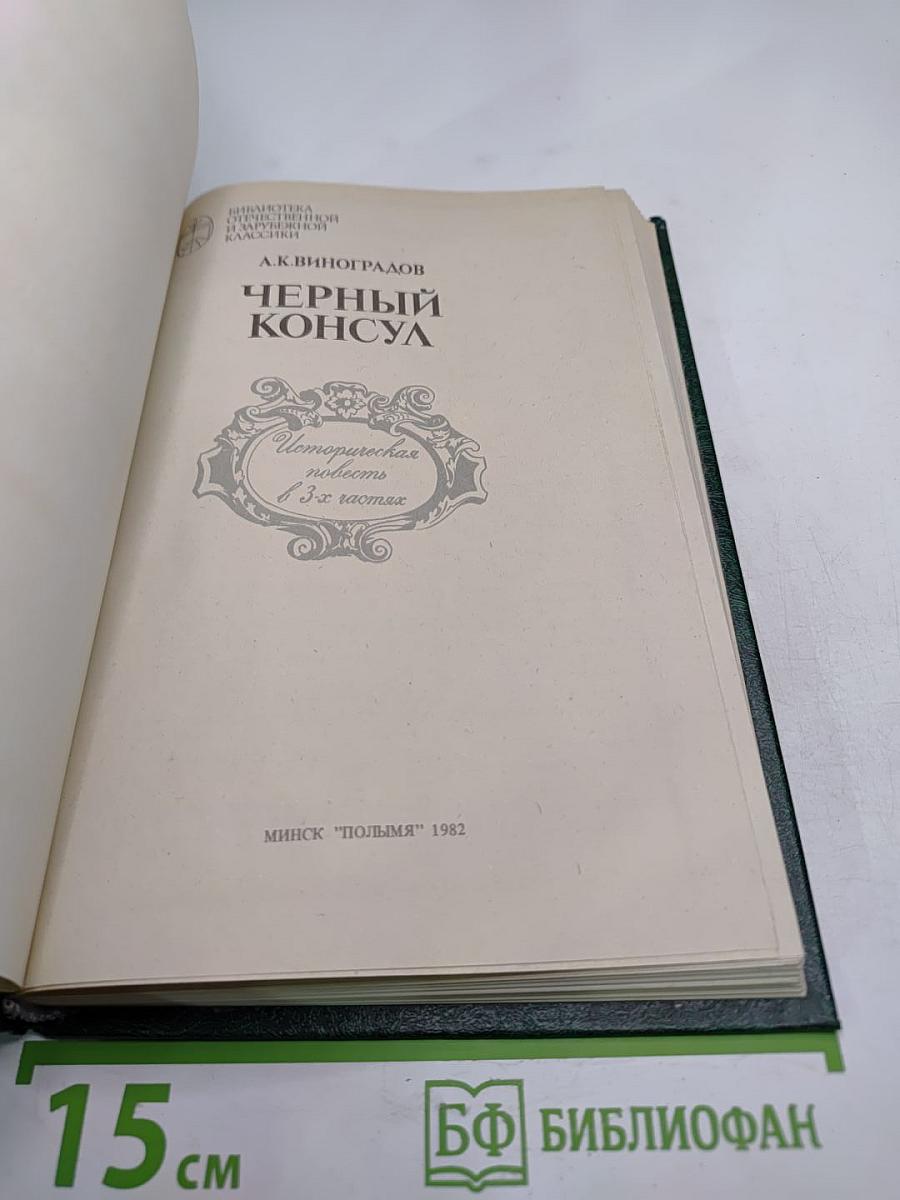 БИБЛИОТЕКА
ОТЕЧЕСТВЕННОЙ
И ЗАРУБЕЖНОЙ
КЛАССИКИ
А.К.ВИНОГРАДОВ
ЧЕРНЫЙ
КОНСУЛ
Историческая
повесть
в 3-х частях
МИНСК "ПОЛЫМЯ" 1982
15 см
БФ БИБЛИОФАН